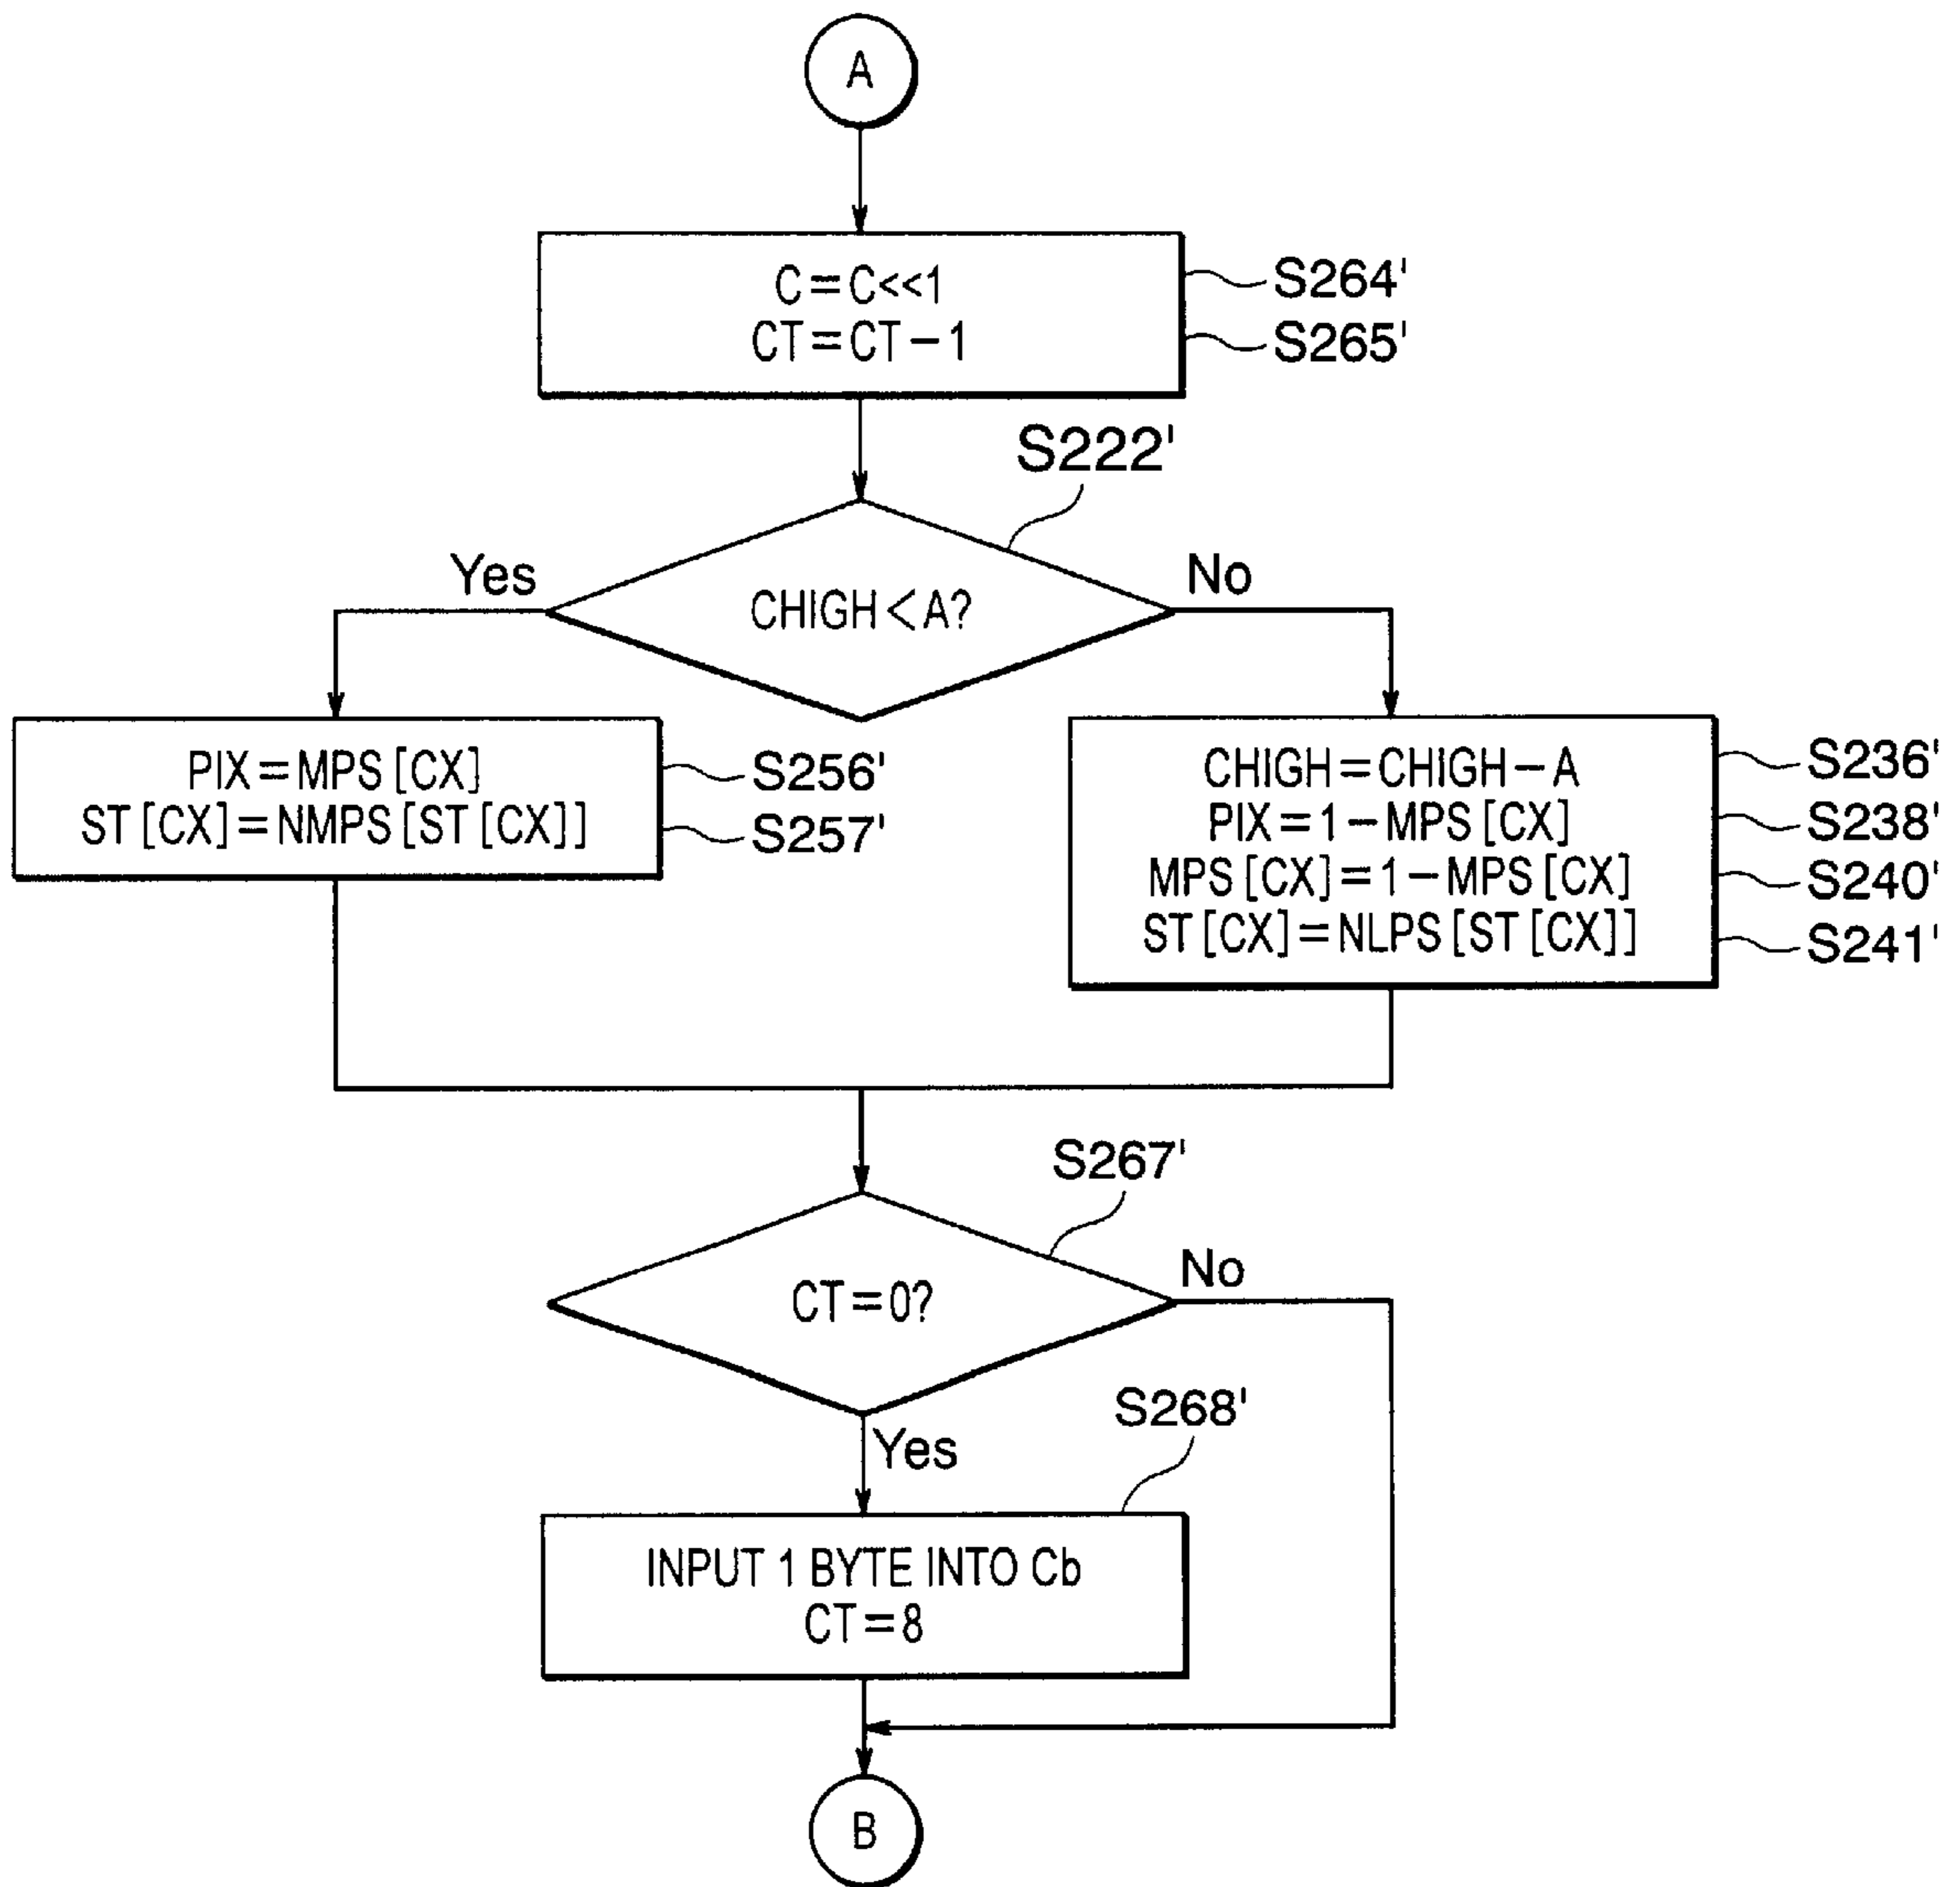 A
C=C<<1
CT=CT-1
S264'
S265'
S222'
Yes
CHIGH<A?
No
PIX=MPS[CX]
ST[CX]=NMPS[ST[CX]]
S256'
S257'
CHIGH=CHIGH-A
PIX=1-MPS[CX]
MPS[CX]=1-MPS[CX]
ST[CX]=NLPS[ST[CX]]
S236'
S238'
S240'
S241'
S267'
CT=0?
No
Yes
S268'
INPUT 1 BYTE INTO Cb
CT=8
B